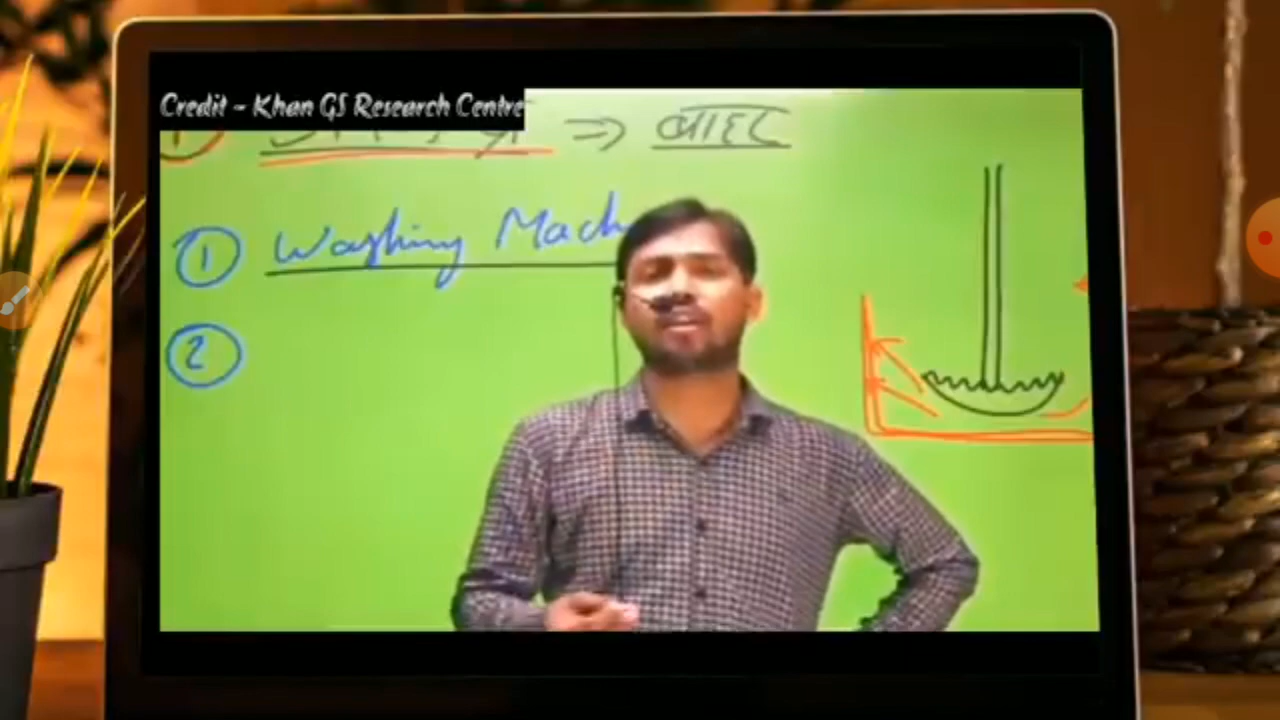 Credit - Khan GS Research Centre
⇒ बाहर
① Washing Mach
②